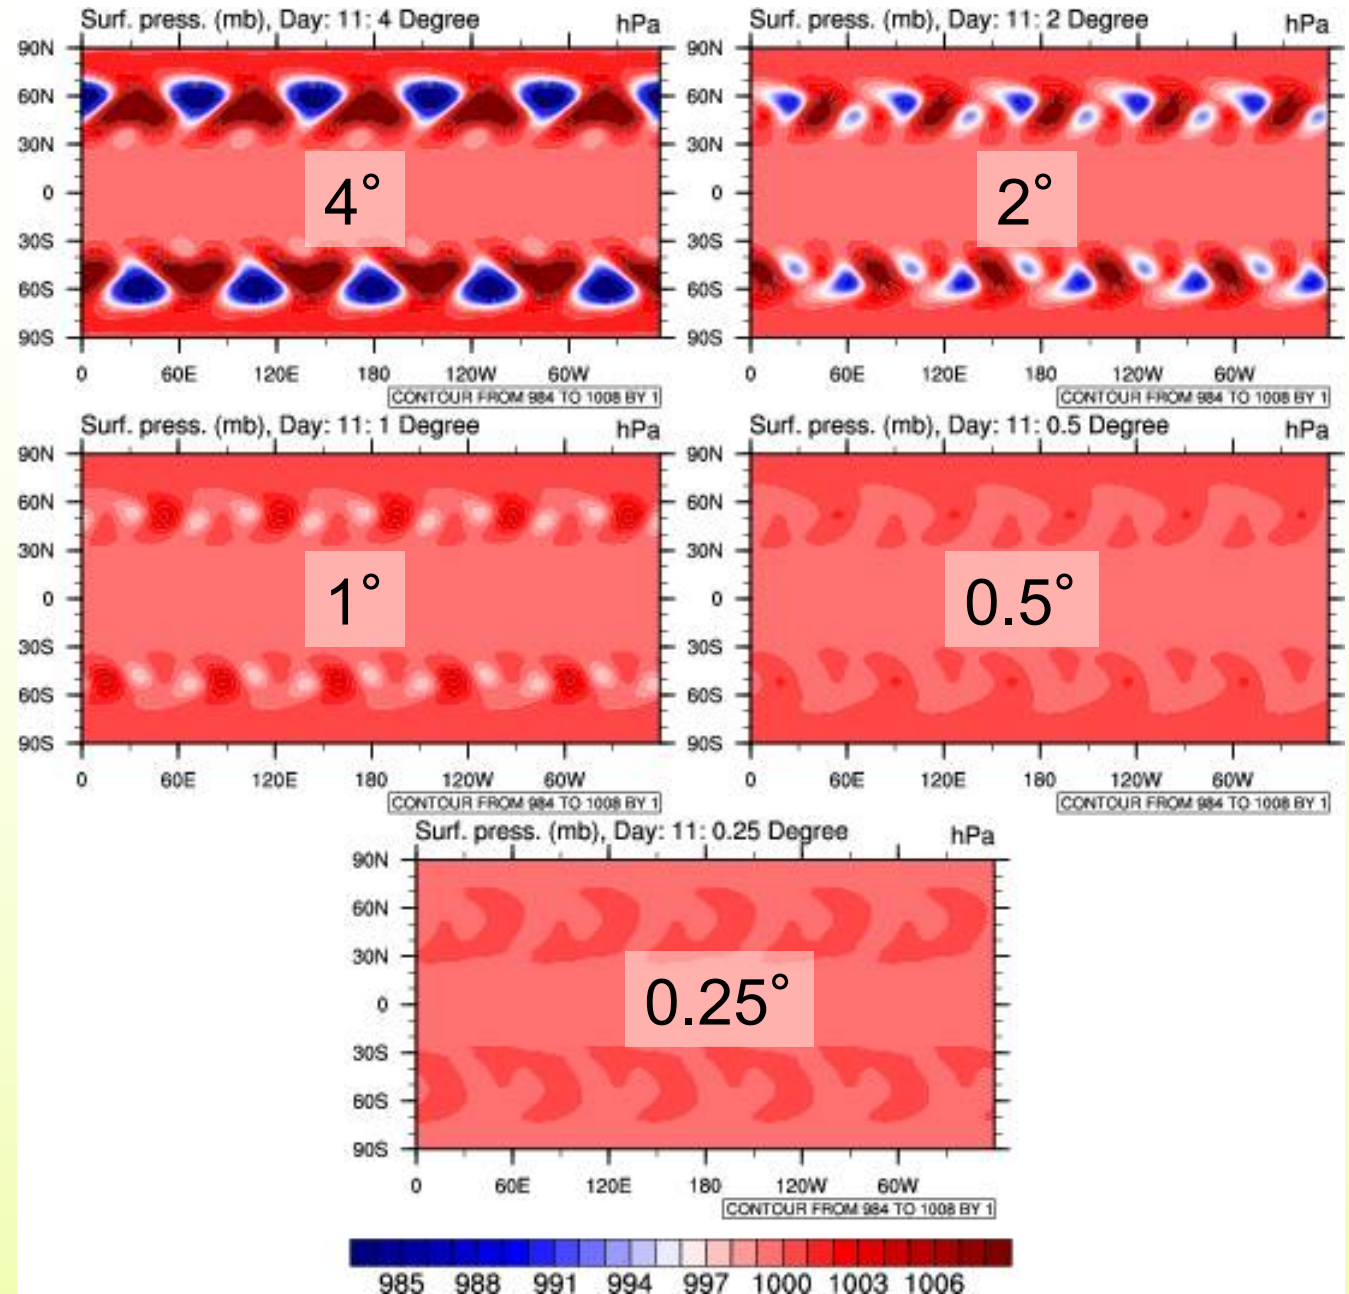 Surf. press. (mb), Day: 11: 4 Degree hPa
90N
60N
30N
0
30S
60S
90S
4°
0 60E 120E 180 120W 60W
CONTOUR FROM 984 TO 1008 BY 1
Surf. press. (mb), Day: 11: 2 Degree hPa
90N
60N
30N
0
30S
60S
90S
2°
0 60E 120E 180 120W 60W
CONTOUR FROM 984 TO 1008 BY 1
Surf. press. (mb), Day: 11: 1 Degree hPa
90N
60N
30N
0
30S
60S
90S
1°
0 60E 120E 180 120W 60W
CONTOUR FROM 984 TO 1008 BY 1
Surf. press. (mb), Day: 11: 0.5 Degree hPa
90N
60N
30N
0
30S
60S
90S
0.5°
0 60E 120E 180 120W 60W
CONTOUR FROM 984 TO 1008 BY 1
Surf. press. (mb), Day: 11: 0.25 Degree hPa
90N
60N
30N
0
30S
60S
90S
0.25°
0 60E 120E 180 120W 60W
CONTOUR FROM 984 TO 1008 BY 1
985 988 991 994 997 1000 1003 1006